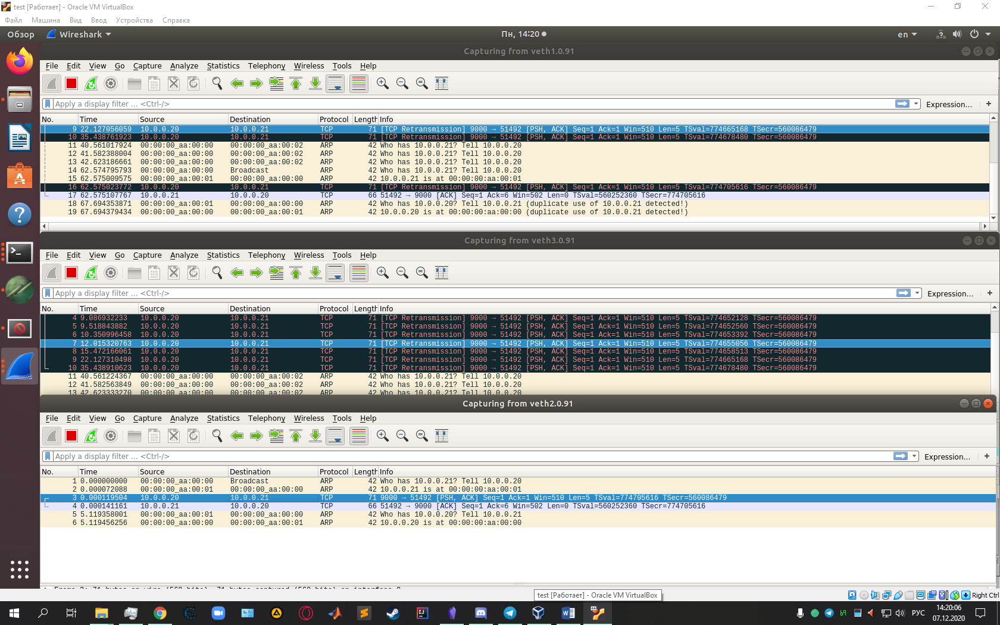 test [Работает] - Oracle VM VirtualBox
Файл Машина Вид Ввод Устройства Справка
Обзор Wireshark Пн, 14:20 en
Capturing from veth1.0.91
File Edit View Go Capture Analyze Statistics Telephony Wireless Tools Help
Apply a display filter ... <Ctrl-/> Expression... +
No. Time Source Destination Protocol Length Info
9 22.127056059 10.0.0.20 10.0.0.21 TCP 71 [TCP Retransmission] 9000 → 51492 [PSH, ACK] Seq=1 Ack=1 Win=510 Len=5 TSval=774665168 TSecr=560086479
10 35.438761923 10.0.0.20 10.0.0.21 TCP 71 [TCP Retransmission] 9000 → 51492 [PSH, ACK] Seq=1 Ack=1 Win=510 Len=5 TSval=774678480 TSecr=560086479
11 40.561017924 00:00:00_aa:00:00 00:00:00_aa:00:02 ARP 42 Who has 10.0.0.21? Tell 10.0.0.20
12 41.582388004 00:00:00_aa:00:00 00:00:00_aa:00:02 ARP 42 Who has 10.0.0.21? Tell 10.0.0.20
13 42.623186661 00:00:00_aa:00:00 00:00:00_aa:00:02 ARP 42 Who has 10.0.0.21? Tell 10.0.0.20
14 62.574795793 00:00:00_aa:00:00 Broadcast ARP 42 Who has 10.0.0.21? Tell 10.0.0.20
15 62.575009575 00:00:00_aa:00:01 00:00:00_aa:00:00 ARP 42 10.0.0.21 is at 00:00:00:aa:00:01
16 62.575023772 10.0.0.20 10.0.0.21 TCP 71 [TCP Retransmission] 9000 → 51492 [PSH, ACK] Seq=1 Ack=1 Win=510 Len=5 TSval=774705616 TSecr=560086479
17 62.575107767 10.0.0.21 10.0.0.20 TCP 66 51492 → 9000 [ACK] Seq=1 Ack=6 Win=502 Len=0 TSval=560252360 TSecr=774705616
18 67.694353871 00:00:00_aa:00:01 00:00:00_aa:00:00 ARP 42 Who has 10.0.0.20? Tell 10.0.0.21 (duplicate use of 10.0.0.21 detected!)
19 67.694379434 00:00:00_aa:00:00 00:00:00_aa:00:01 ARP 42 10.0.0.20 is at 00:00:00:aa:00:00 (duplicate use of 10.0.0.21 detected!)
Capturing from veth3.0.91
File Edit View Go Capture Analyze Statistics Telephony Wireless Tools Help
Apply a display filter ... <Ctrl-/> Expression... +
No. Time Source Destination Protocol Length Info
4 9.086932233 10.0.0.20 10.0.0.21 TCP 71 [TCP Retransmission] 9000 → 51492 [PSH, ACK] Seq=1 Ack=1 Win=510 Len=5 TSval=774652128 TSecr=560086479
5 9.518843882 10.0.0.20 10.0.0.21 TCP 71 [TCP Retransmission] 9000 → 51492 [PSH, ACK] Seq=1 Ack=1 Win=510 Len=5 TSval=774652560 TSecr=560086479
6 10.350996458 10.0.0.20 10.0.0.21 TCP 71 [TCP Retransmission] 9000 → 51492 [PSH, ACK] Seq=1 Ack=1 Win=510 Len=5 TSval=774653392 TSecr=560086479
7 12.015320763 10.0.0.20 10.0.0.21 TCP 71 [TCP Retransmission] 9000 → 51492 [PSH, ACK] Seq=1 Ack=1 Win=510 Len=5 TSval=774655056 TSecr=560086479
8 15.472166061 10.0.0.20 10.0.0.21 TCP 71 [TCP Retransmission] 9000 → 51492 [PSH, ACK] Seq=1 Ack=1 Win=510 Len=5 TSval=774658513 TSecr=560086479
9 22.127310498 10.0.0.20 10.0.0.21 TCP 71 [TCP Retransmission] 9000 → 51492 [PSH, ACK] Seq=1 Ack=1 Win=510 Len=5 TSval=774665168 TSecr=560086479
10 35.438910623 10.0.0.20 10.0.0.21 TCP 71 [TCP Retransmission] 9000 → 51492 [PSH, ACK] Seq=1 Ack=1 Win=510 Len=5 TSval=774678480 TSecr=560086479
11 40.561224367 00:00:00_aa:00:00 00:00:00_aa:00:02 ARP 42 Who has 10.0.0.21? Tell 10.0.0.20
12 41.582563849 00:00:00_aa:00:00 00:00:00_aa:00:02 ARP 42 Who has 10.0.0.21? Tell 10.0.0.20
13 42.623333270 00:00:00_aa:00:00 00:00:00_aa:00:02 ARP 42 Who has 10.0.0.21? Tell 10.0.0.20
Capturing from veth2.0.91
File Edit View Go Capture Analyze Statistics Telephony Wireless Tools Help
Apply a display filter ... <Ctrl-/> Expression... +
No. Time Source Destination Protocol Length Info
1 0.000000000 00:00:00_aa:00:00 Broadcast ARP 42 Who has 10.0.0.21? Tell 10.0.0.20
2 0.000072088 00:00:00_aa:00:01 00:00:00_aa:00:00 ARP 42 10.0.0.21 is at 00:00:00:aa:00:01
3 0.000119504 10.0.0.20 10.0.0.21 TCP 71 9000 → 51492 [PSH, ACK] Seq=1 Ack=1 Win=510 Len=5 TSval=774705616 TSecr=560086479
4 0.000141161 10.0.0.21 10.0.0.20 TCP 66 51492 → 9000 [ACK] Seq=1 Ack=6 Win=502 Len=0 TSval=560252360 TSecr=774705616
5 5.119358001 00:00:00_aa:00:01 00:00:00_aa:00:00 ARP 42 Who has 10.0.0.20? Tell 10.0.0.21
6 5.119456256 00:00:00_aa:00:00 00:00:00_aa:00:01 ARP 42 10.0.0.20 is at 00:00:00:aa:00:00
test [Работает] - Oracle VM VirtualBox
Right Ctrl
РУС
14:20:06
07.12.2020